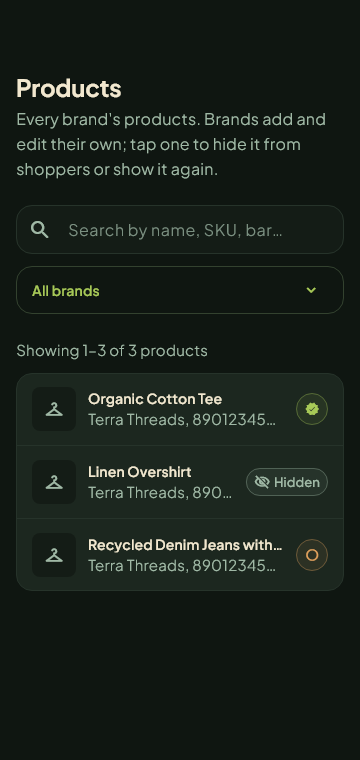 Products
Every brand's products. Brands add and
edit their own; tap one to hide it from
shoppers or show it again.
Search by name, SKU, bar…
All brands
Showing 1–3 of 3 products
Organic Cotton Tee
Terra Threads, 89012345…
Linen Overshirt
Terra Threads, 890…
Hidden
Recycled Denim Jeans with…
Terra Threads, 89012345…